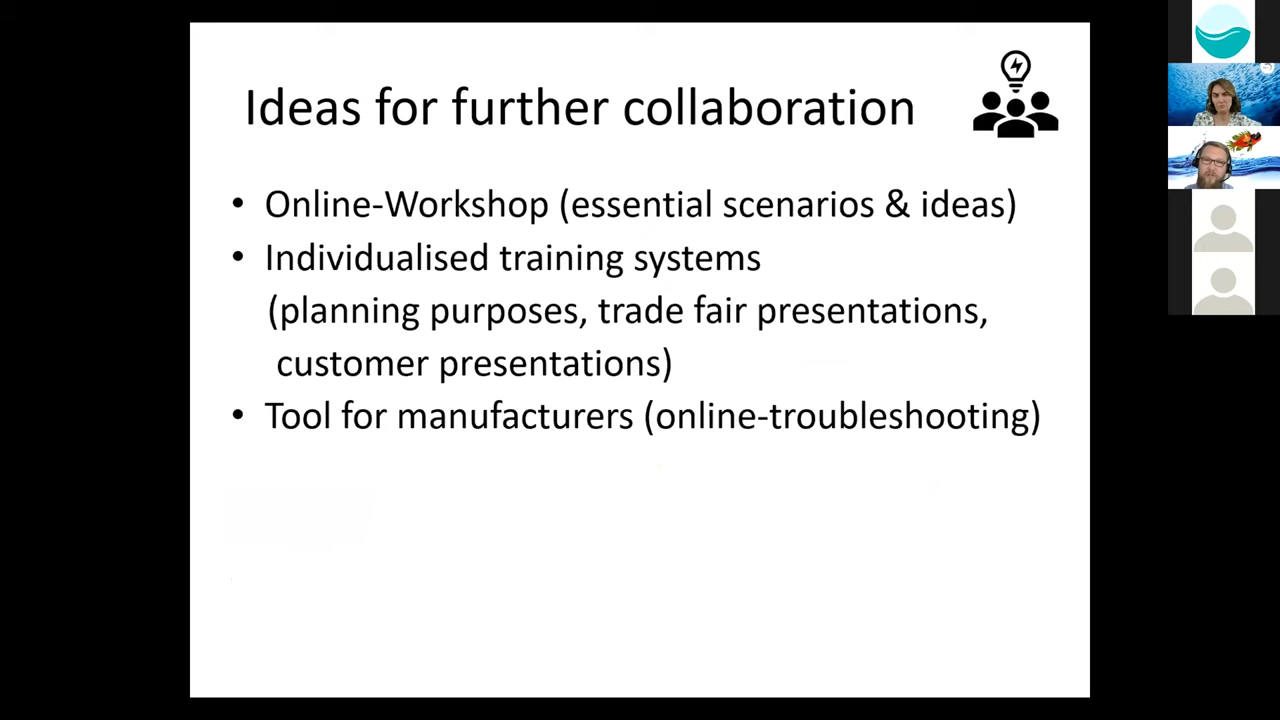 Ideas for further collaboration
• Online-Workshop (essential scenarios & ideas)
• Individualised training systems
(planning purposes, trade fair presentations,
customer presentations)
• Tool for manufacturers (online-troubleshooting)